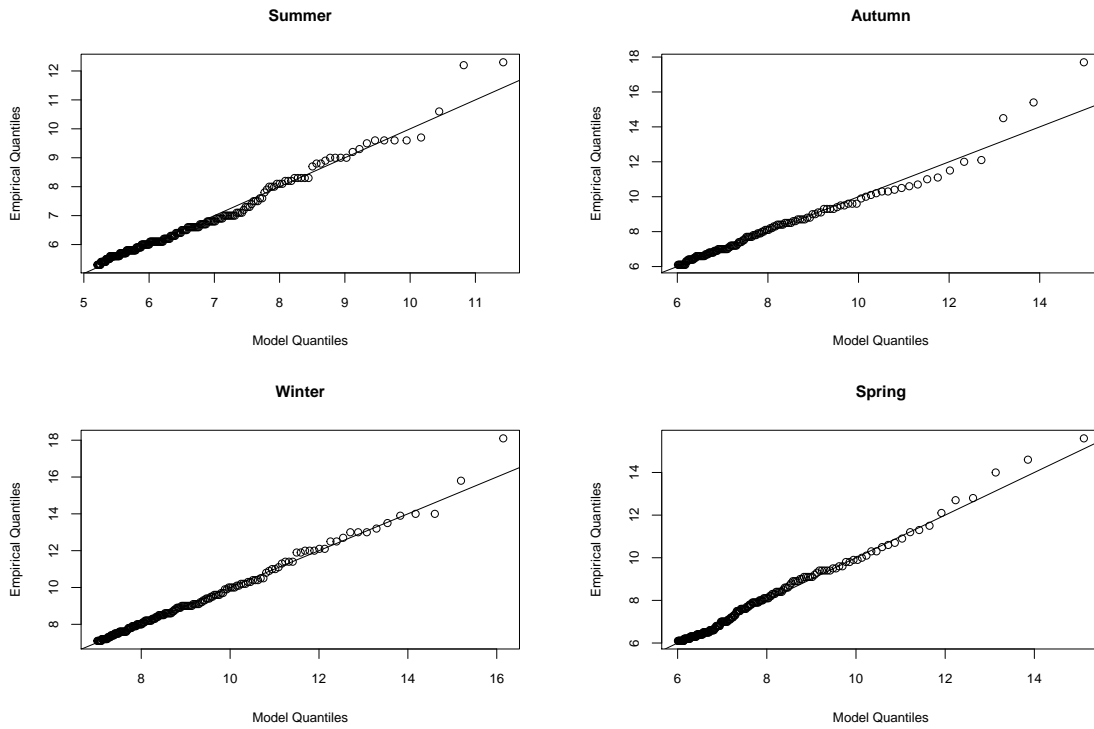 Summer
Empirical Quantiles
6 7 8 9 10 11 12
5 6 7 8 9 10 11
Model Quantiles
Autumn
Empirical Quantiles
6 8 10 12 14 16 18
6 8 10 12 14
Model Quantiles
Winter
Empirical Quantiles
8 10 12 14 16 18
8 10 12 14 16
Model Quantiles
Spring
Empirical Quantiles
6 8 10 12 14
6 8 10 12 14
Model Quantiles